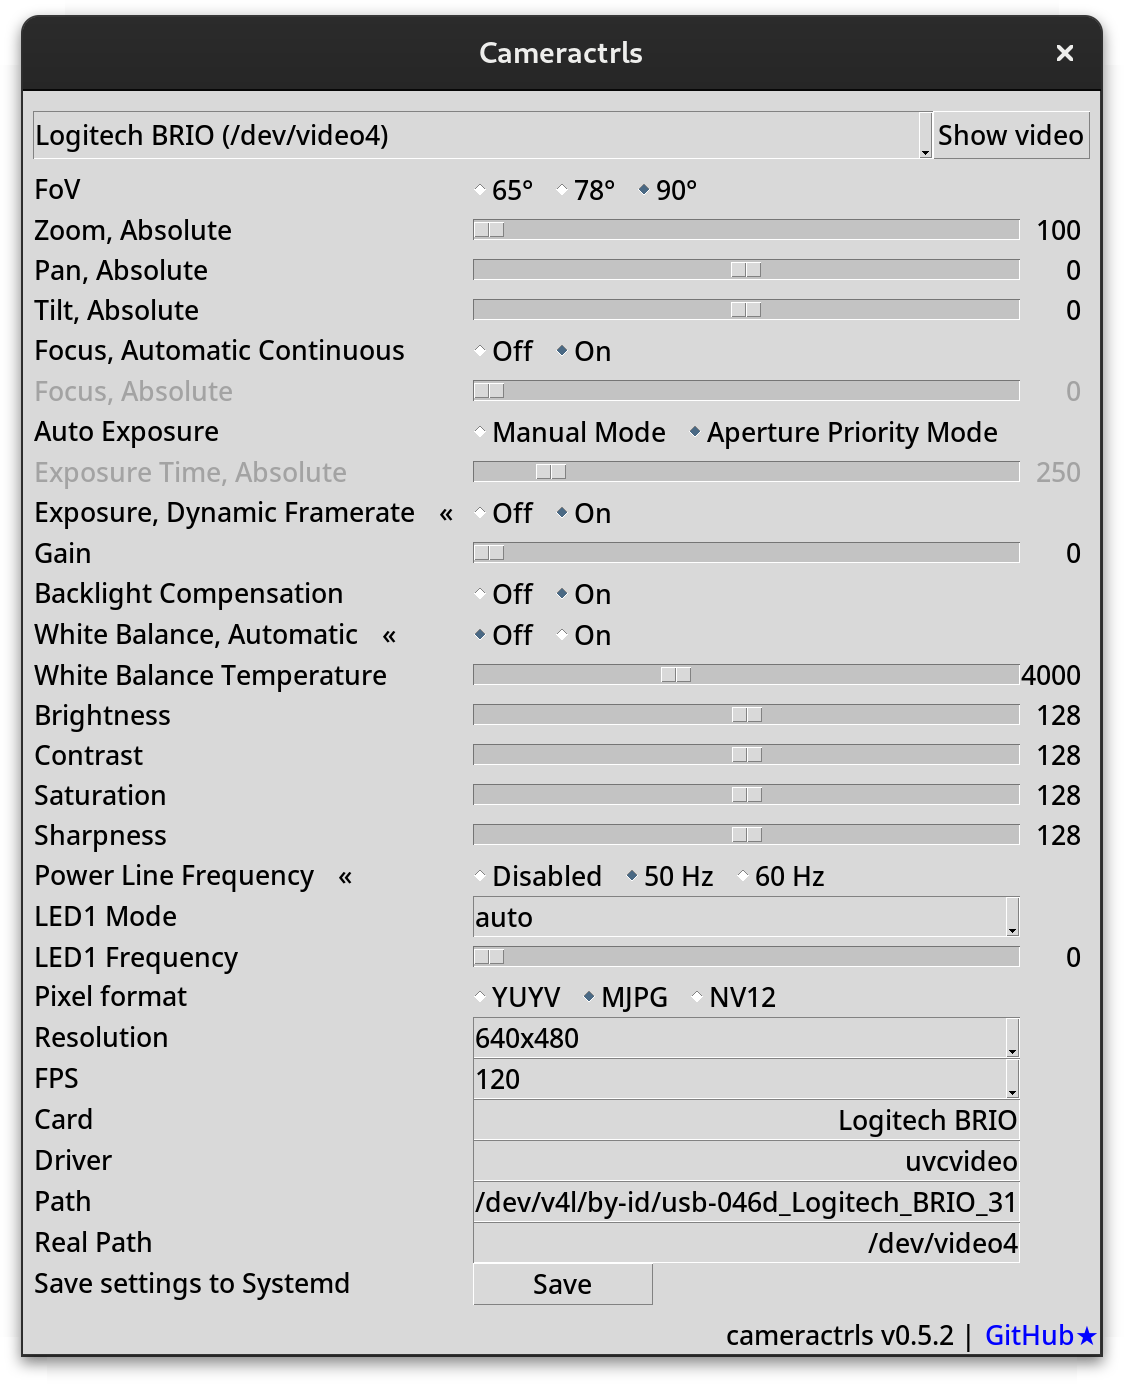 Cameractrls
Logitech BRIO (/dev/video4) Show video
FoV 65° 78° 90°
Zoom, Absolute 100
Pan, Absolute 0
Tilt, Absolute 0
Focus, Automatic Continuous Off On
Focus, Absolute 0
Auto Exposure Manual Mode Aperture Priority Mode
Exposure Time, Absolute 250
Exposure, Dynamic Framerate « Off On
Gain 0
Backlight Compensation Off On
White Balance, Automatic « Off On
White Balance Temperature 4000
Brightness 128
Contrast 128
Saturation 128
Sharpness 128
Power Line Frequency « Disabled 50 Hz 60 Hz
LED1 Mode auto
LED1 Frequency 0
Pixel format YUYV MJPG NV12
Resolution 640x480
FPS 120
Card Logitech BRIO
Driver uvcvideo
Path /dev/v4l/by-id/usb-046d_Logitech_BRIO_31
Real Path /dev/video4
Save settings to Systemd Save
cameractrls v0.5.2 | GitHub★